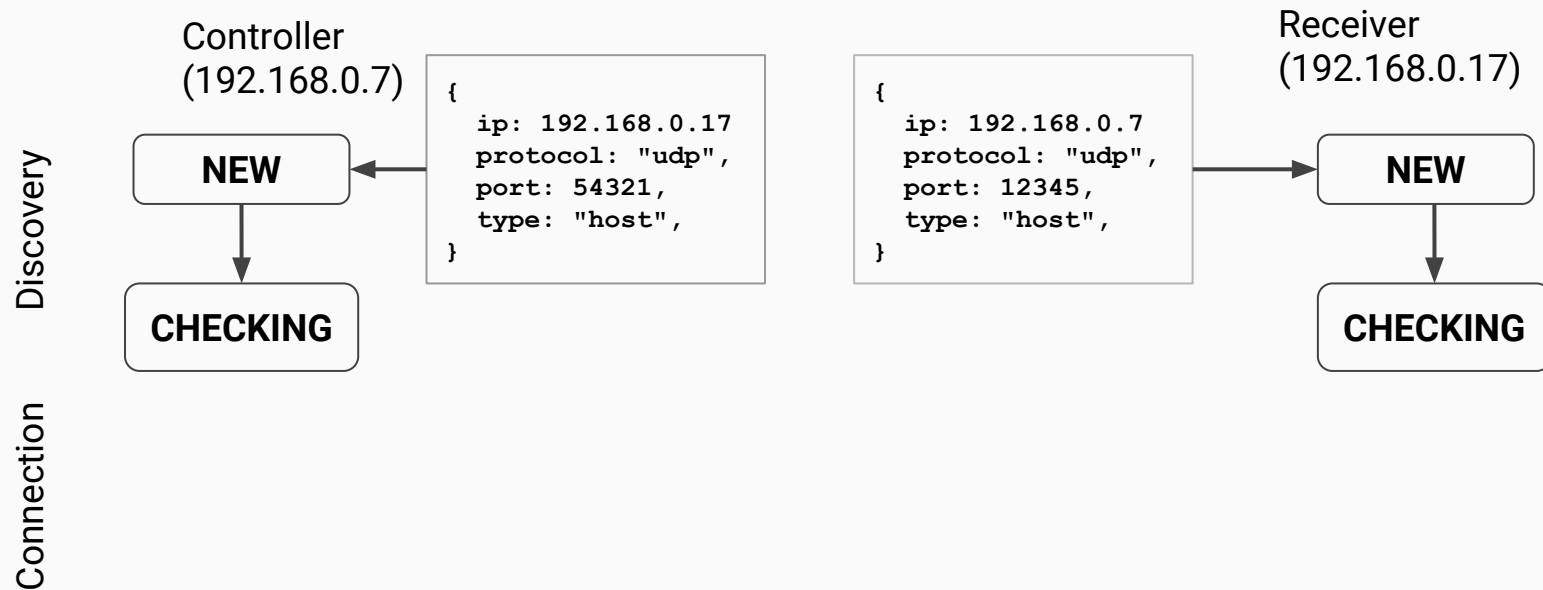 Controller
(192.168.0.7)
Receiver
(192.168.0.17)
Discovery
NEW
{
ip: 192.168.0.17
protocol: "udp",
port: 54321,
type: "host",
}
{
ip: 192.168.0.7
protocol: "udp",
port: 12345,
type: "host",
}
NEW
CHECKING
CHECKING
Connection